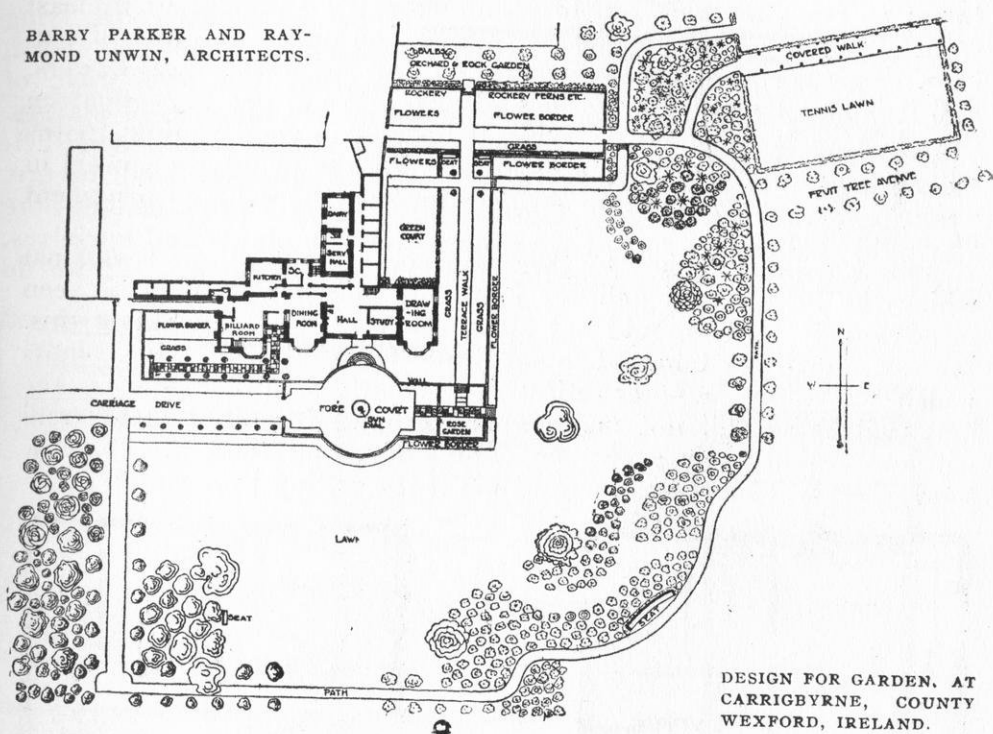 BARRY PARKER AND RAY-
MOND UNWIN, ARCHITECTS.
BULBS
ORCHARD & ROCK GARDEN
COVERED WALK
ROCKERY
ROCKERY FERNS ETC.
FLOWERS
FLOWER BORDER
TENNIS LAWN
GRASS
FLOWERS
SEAT
SEAT
FLOWER BORDER
FRUIT TREE AVENUE
DAIRY
SERV
HALL
GREEN
COURT
KITCHEN
SC.
GRASS
TERRACE WALK
GRASS
FLOWER BORDER
DINING
ROOM
HALL
STUDY
DRAW
-ING
ROOM
FLOWER BORDER
BILLIARD
ROOM
GRASS
PATH
N
W E
WALL
CARRIAGE DRIVE
FORE COURT
SUN
DIAL
ROSE
GARDEN
FLOWER BORDER
LAWN
SEAT
SEAT
PATH
DESIGN FOR GARDEN, AT
CARRIGBYRNE, COUNTY
WEXFORD, IRELAND.